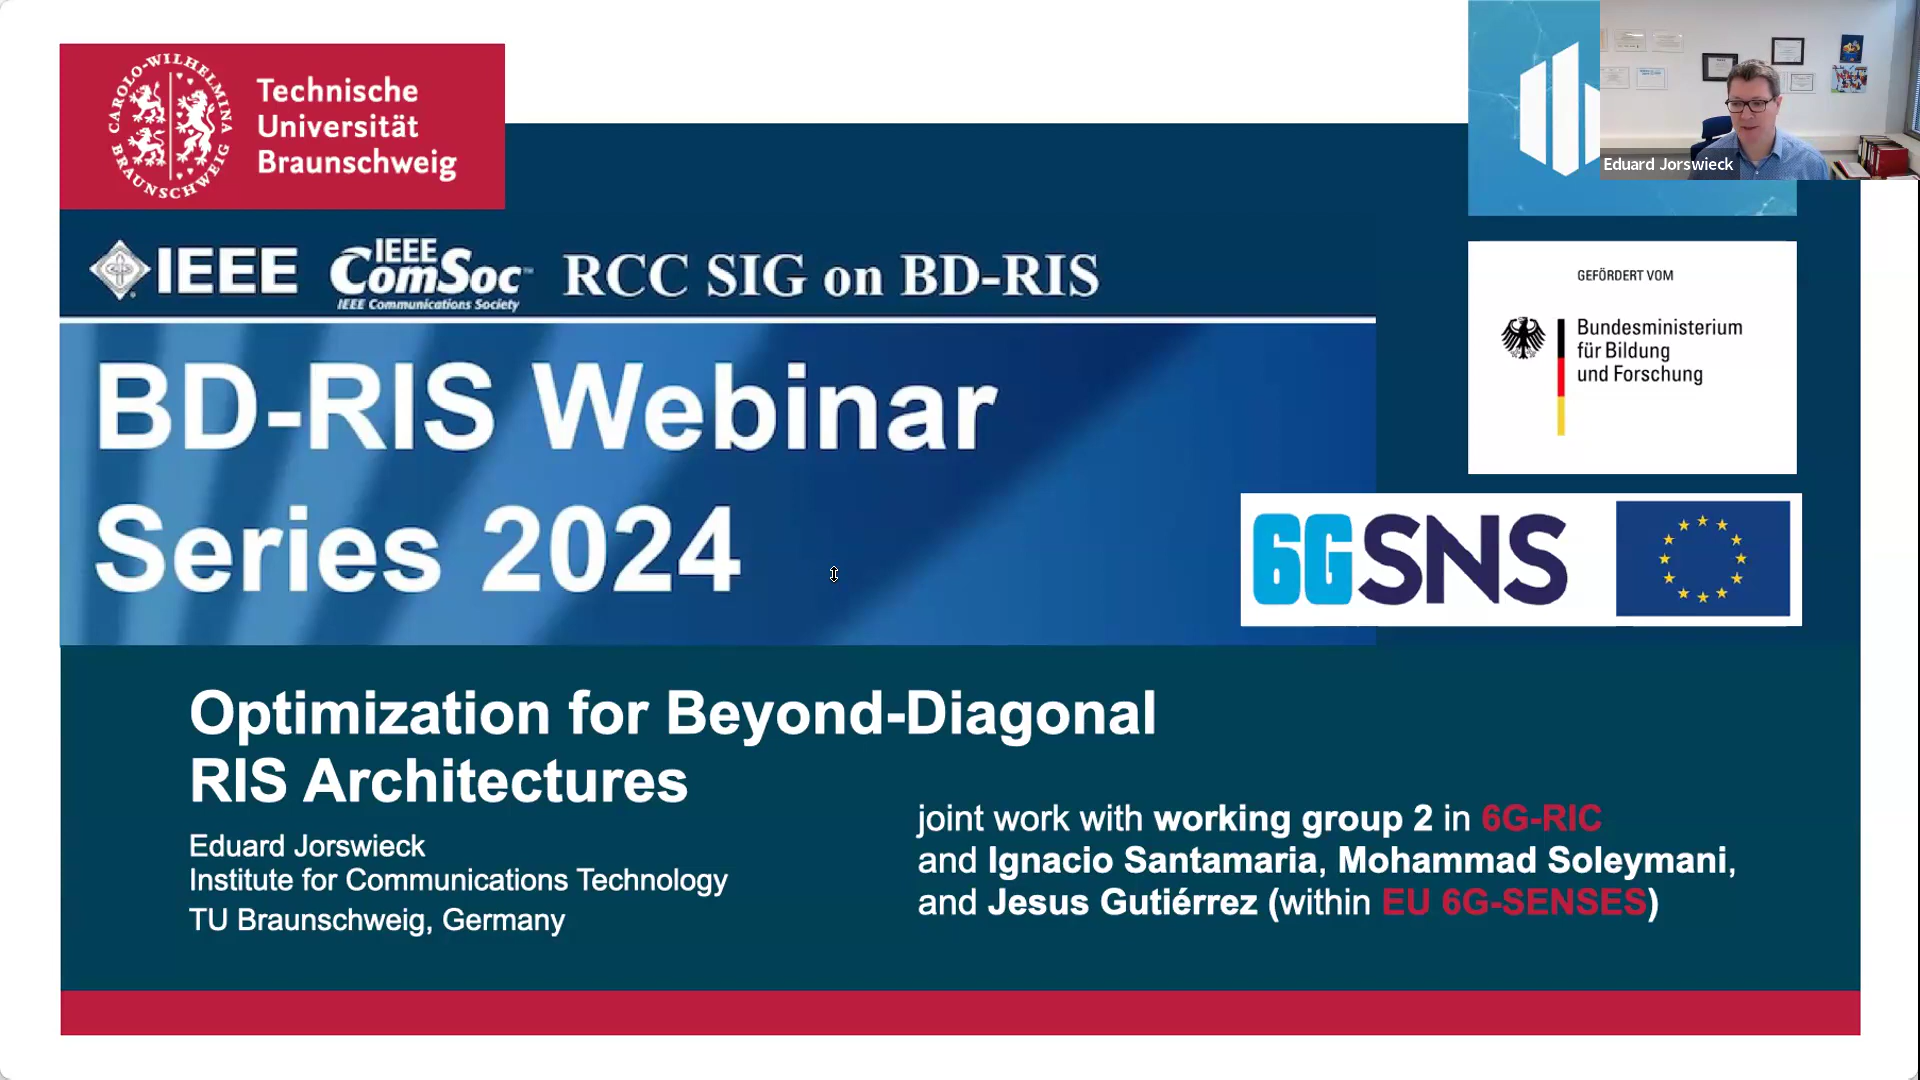 CAROLO-WILHELMINA
BRAUNSCHWEIG
Technische
Universität
Braunschweig
Eduard Jorswieck
IEEE
IEEE
ComSoc™
IEEE Communications Society
RCC SIG on BD-RIS
GEFÖRDERT VOM
Bundesministerium
für Bildung
und Forschung
BD-RIS Webinar
Series 2024
6GSNS
Optimization for Beyond-Diagonal
RIS Architectures
Eduard Jorswieck
Institute for Communications Technology
TU Braunschweig, Germany
joint work with working group 2 in 6G-RIC
and Ignacio Santamaria, Mohammad Soleymani,
and Jesus Gutiérrez (within EU 6G-SENSES)